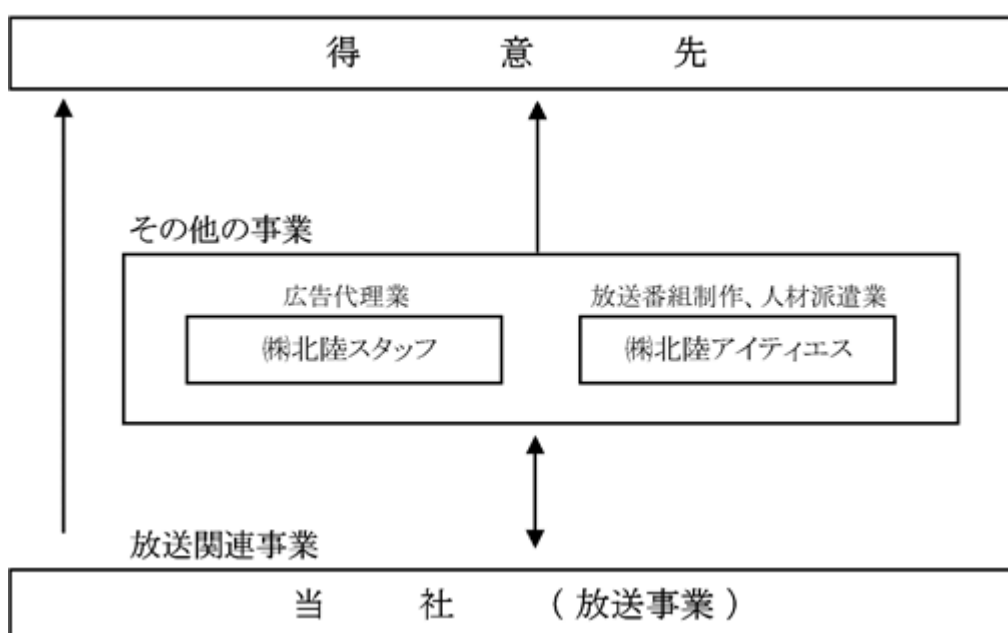 得意先
その他の事業
広告代理業
放送番組制作、人材派遣業
㈱北陸スタッフ
㈱北陸アイティエス
放送関連事業
当社（放送事業）